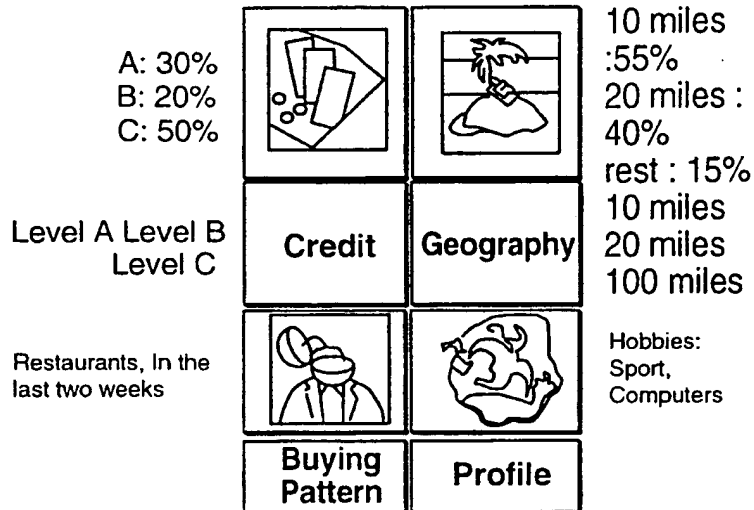 A: 30%
B: 20%
C: 50%
10 miles
:55%
20 miles :
40%
rest : 15%
Level A Level B
Level C
Credit
Geography
10 miles
20 miles
100 miles
Restaurants, In the
last two weeks
Hobbies:
Sport,
Computers
Buying
Pattern
Profile